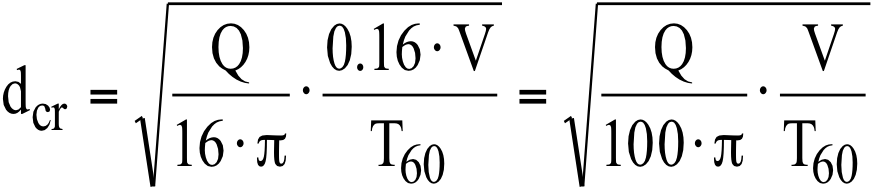 d_cr = √(Q/(16·π) · (0.16·V)/T_60) = √(Q/(100·π) · V/T_60)